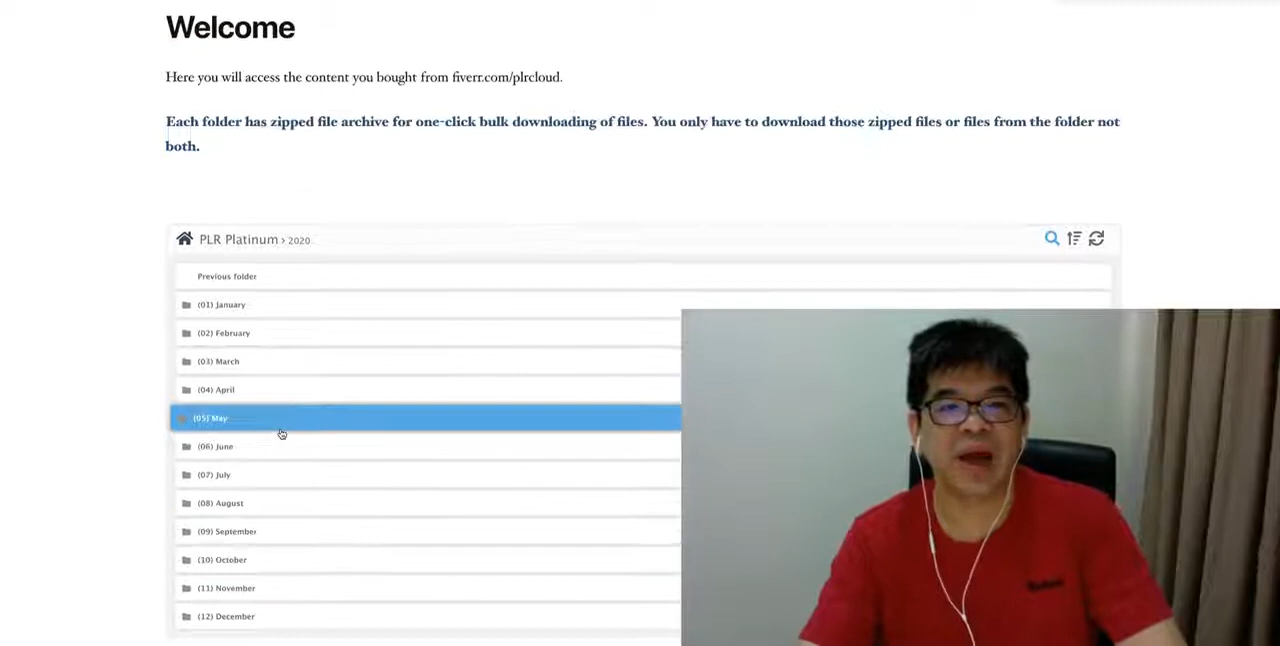 Welcome
Here you will access the content you bought from fiverr.com/plrcloud.
Each folder has zipped file archive for one-click bulk downloading of files. You only have to download those zipped files or files from the folder not
both.
PLR Platinum › 2020
Previous folder
(01) January
(02) February
(03) March
(04) April
(05) May
(06) June
(07) July
(08) August
(09) September
(10) October
(11) November
(12) December